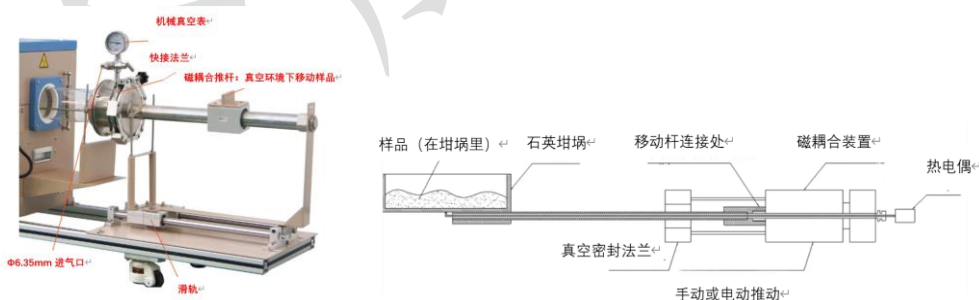 机械真空表
快接法兰
磁耦合推杆：真空环境下移动样品
Φ6.35mm 进气口
滑轨
样品（在坩埚里）
石英坩埚
移动杆连接处
磁耦合装置
热电偶
真空密封法兰
手动或电动推动